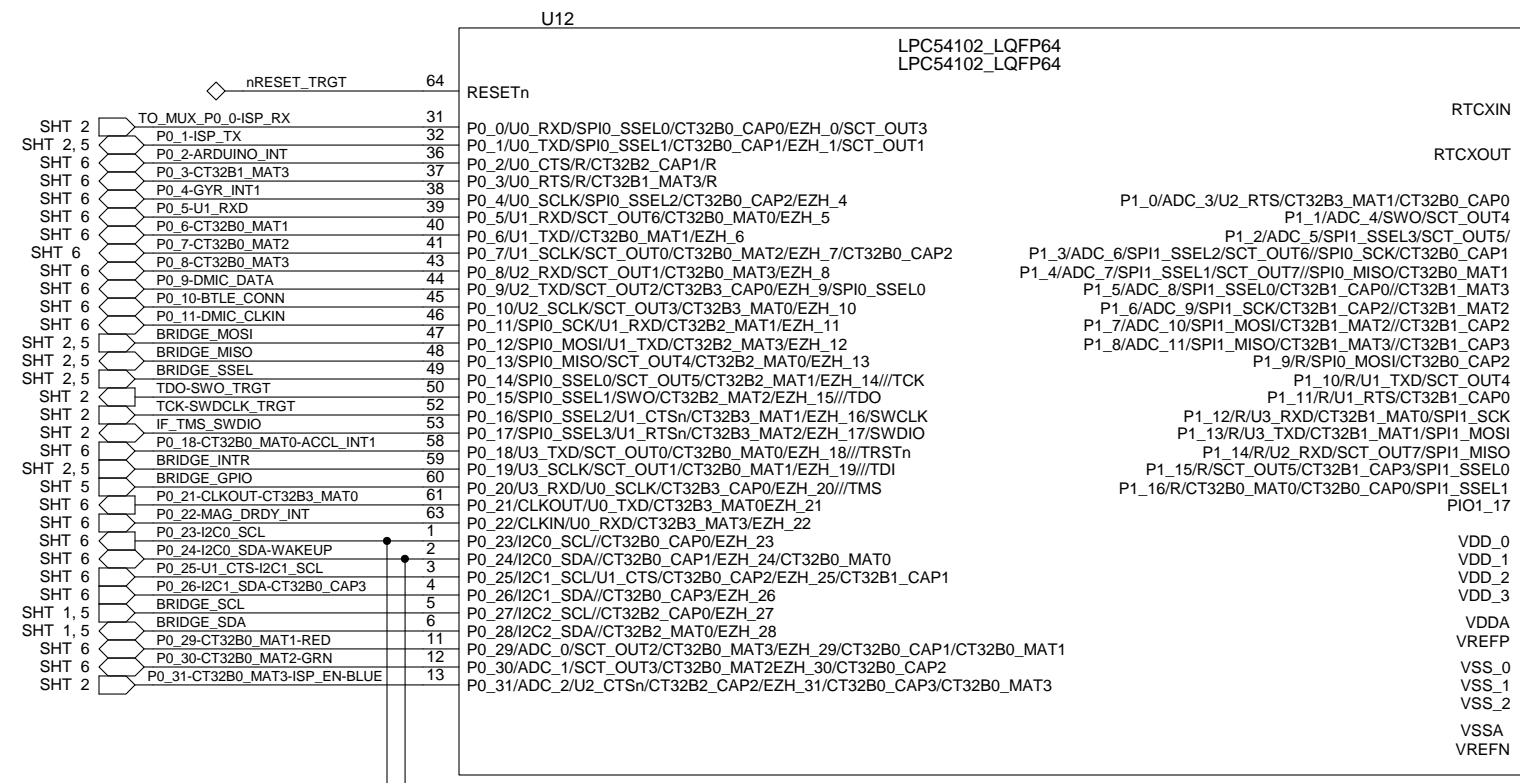 U12
LPC54102_LQFP64
LPC54102_LQFP64
nRESET_TRGT 64 RESETn
SHT 2 TO_MUX_P0_0-ISP_RX 31 P0_0/U0_RXD/SPI0_SSEL0/CT32B0_CAP0/EZH_0/SCT_OUT3
SHT 2, 5 P0_1-ISP_TX 32 P0_1/U0_TXD/SPI0_SSEL1/CT32B0_CAP1/EZH_1/SCT_OUT1
SHT 6 P0_2-ARDUINO_INT 36 P0_2/U0_CTS/R/CT32B2_CAP1/R
SHT 6 P0_3-CT32B1_MAT3 37 P0_3/U0_RTS/R/CT32B1_MAT3/R
SHT 6 P0_4-GYR_INT1 38 P0_4/U0_SCLK/SPI0_SSEL2/CT32B0_CAP2/EZH_4
SHT 6 P0_5-U1_RXD 39 P0_5/U1_RXD/SCT_OUT6/CT32B0_MAT0/EZH_5
SHT 6 P0_6-CT32B0_MAT1 40 P0_6/U1_TXD//CT32B0_MAT1/EZH_6
SHT 6 P0_7-CT32B0_MAT2 41 P0_7/U1_SCLK/SCT_OUT0/CT32B0_MAT2/EZH_7/CT32B0_CAP2
SHT 6 P0_8-CT32B0_MAT3 43 P0_8/U2_RXD/SCT_OUT1/CT32B0_MAT3/EZH_8
SHT 6 P0_9-DMIC_DATA 44 P0_9/U2_TXD/SCT_OUT2/CT32B3_CAP0/EZH_9/SPI0_SSEL0
SHT 6 P0_10-BTLE_CONN 45 P0_10/U2_SCLK/SCT_OUT3/CT32B3_MAT0/EZH_10
SHT 6 P0_11-DMIC_CLKIN 46 P0_11/SPI0_SCK/U1_RXD/CT32B2_MAT1/EZH_11
SHT 2, 5 BRIDGE_MOSI 47 P0_12/SPI0_MOSI/U1_TXD/CT32B2_MAT3/EZH_12
SHT 2, 5 BRIDGE_MISO 48 P0_13/SPI0_MISO/SCT_OUT4/CT32B2_MAT0/EZH_13
SHT 2, 5 BRIDGE_SSEL 49 P0_14/SPI0_SSEL0/SCT_OUT5/CT32B2_MAT1/EZH_14///TCK
SHT 2 TDO-SWO_TRGT 50 P0_15/SPI0_SSEL1/SWO/CT32B2_MAT2/EZH_15///TDO
SHT 2 TCK-SWDCLK_TRGT 52 P0_16/SPI0_SSEL2/U1_CTSn/CT32B3_MAT1/EZH_16/SWCLK
SHT 2 IF_TMS_SWDIO 53 P0_17/SPI0_SSEL3/U1_RTSn/CT32B3_MAT2/EZH_17/SWDIO
SHT 6 P0_18-CT32B0_MAT0-ACCL_INT1 58 P0_18/U3_TXD/SCT_OUT0/CT32B0_MAT0/EZH_18///TRSTn
SHT 2, 5 BRIDGE_INTR 59 P0_19/U3_SCLK/SCT_OUT1/CT32B0_MAT1/EZH_19///TDI
SHT 5 BRIDGE_GPIO 60 P0_20/U3_RXD/U0_SCLK/CT32B3_CAP0/EZH_20///TMS
SHT 6 P0_21-CLKOUT-CT32B3_MAT0 61 P0_21/CLKOUT/U0_TXD/CT32B3_MAT0EZH_21
SHT 6 P0_22-MAG_DRDY_INT 63 P0_22/CLKIN/U0_RXD/CT32B3_MAT3/EZH_22
SHT 6 P0_23-I2C0_SCL 1 P0_23/I2C0_SCL//CT32B0_CAP0/EZH_23
SHT 6 P0_24-I2C0_SDA-WAKEUP 2 P0_24/I2C0_SDA//CT32B0_CAP1/EZH_24/CT32B0_MAT0
SHT 6 P0_25-U1_CTS-I2C1_SCL 3 P0_25/I2C1_SCL/U1_CTS/CT32B0_CAP2/EZH_25/CT32B1_CAP1
SHT 6 P0_26-I2C1_SDA-CT32B0_CAP3 4 P0_26/I2C1_SDA//CT32B0_CAP3/EZH_26
SHT 1, 5 BRIDGE_SCL 5 P0_27/I2C2_SCL//CT32B2_CAP0/EZH_27
SHT 1, 5 BRIDGE_SDA 6 P0_28/I2C2_SDA//CT32B2_MAT0/EZH_28
SHT 6 P0_29-CT32B0_MAT1-RED 11 P0_29/ADC_0/SCT_OUT2/CT32B0_MAT3/EZH_29/CT32B0_CAP1/CT32B0_MAT1
SHT 6 P0_30-CT32B0_MAT2-GRN 12 P0_30/ADC_1/SCT_OUT3/CT32B0_MAT2EZH_30/CT32B0_CAP2
SHT 2 P0_31-CT32B0_MAT3-ISP_EN-BLUE 13 P0_31/ADC_2/U2_CTSn/CT32B2_CAP2/EZH_31/CT32B0_CAP3/CT32B0_MAT3
RTCXIN
RTCXOUT
P1_0/ADC_3/U2_RTS/CT32B3_MAT1/CT32B0_CAP0
P1_1/ADC_4/SWO/SCT_OUT4
P1_2/ADC_5/SPI1_SSEL3/SCT_OUT5/
P1_3/ADC_6/SPI1_SSEL2/SCT_OUT6//SPI0_SCK/CT32B0_CAP1
P1_4/ADC_7/SPI1_SSEL1/SCT_OUT7//SPI0_MISO/CT32B0_MAT1
P1_5/ADC_8/SPI1_SSEL0/CT32B1_CAP0//CT32B1_MAT3
P1_6/ADC_9/SPI1_SCK/CT32B1_CAP2//CT32B1_MAT2
P1_7/ADC_10/SPI1_MOSI/CT32B1_MAT2//CT32B1_CAP2
P1_8/ADC_11/SPI1_MISO/CT32B1_MAT3//CT32B1_CAP3
P1_9/R/SPI0_MOSI/CT32B0_CAP2
P1_10/R/U1_TXD/SCT_OUT4
P1_11/R/U1_RTS/CT32B1_CAP0
P1_12/R/U3_RXD/CT32B1_MAT0/SPI1_SCK
P1_13/R/U3_TXD/CT32B1_MAT1/SPI1_MOSI
P1_14/R/U2_RXD/SCT_OUT7/SPI1_MISO
P1_15/R/SCT_OUT5/CT32B1_CAP3/SPI1_SSEL0
P1_16/R/CT32B0_MAT0/CT32B0_CAP0/SPI1_SSEL1
PIO1_17
VDD_0
VDD_1
VDD_2
VDD_3
VDDA
VREFP
VSS_0
VSS_1
VSS_2
VSSA
VREFN